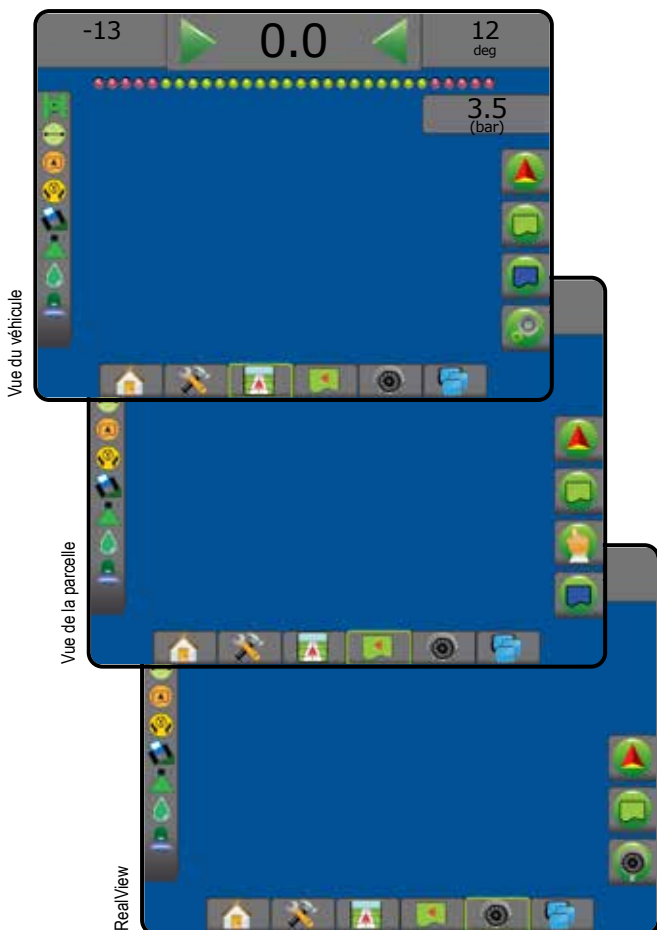 -13
0.0
12
deg
3.5
(bar)
Vue du véhicule
Vue de la parcelle
RealView